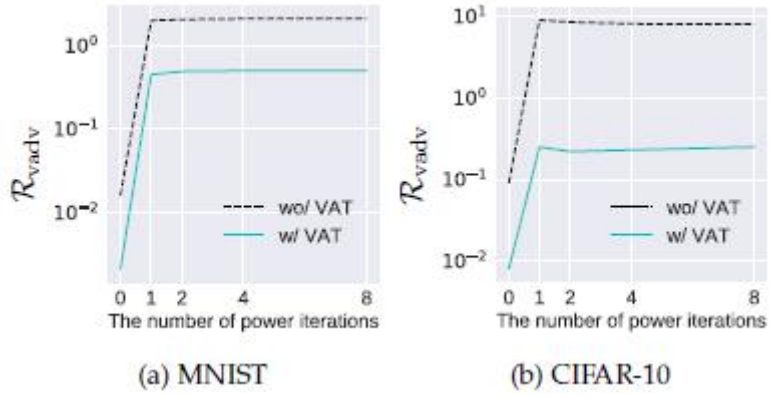 10⁰
10⁻¹
10⁻²
R_vadv
wo/ VAT
w/ VAT
0 1 2 4 8
The number of power iterations
(a) MNIST
10¹
10⁰
10⁻¹
10⁻²
R_vadv
wo/ VAT
w/ VAT
0 1 2 4 8
The number of power iterations
(b) CIFAR-10